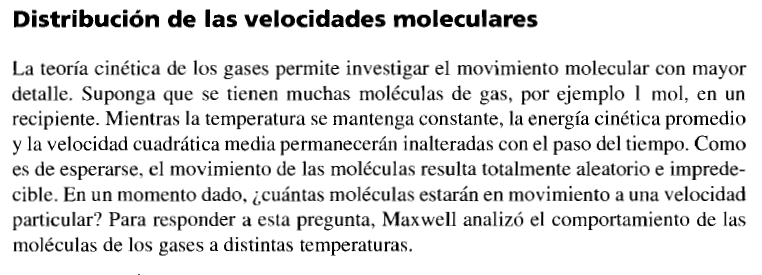 Distribución de las velocidades moleculares
La teoría cinética de los gases permite investigar el movimiento molecular con mayor
detalle. Suponga que se tienen muchas moléculas de gas, por ejemplo 1 mol, en un
recipiente. Mientras la temperatura se mantenga constante, la energía cinética promedio
y la velocidad cuadrática media permanecerán inalteradas con el paso del tiempo. Como
es de esperarse, el movimiento de las moléculas resulta totalmente aleatorio e imprede-
cible. En un momento dado, ¿cuántas moléculas estarán en movimiento a una velocidad
particular? Para responder a esta pregunta, Maxwell analizó el comportamiento de las
moléculas de los gases a distintas temperaturas.